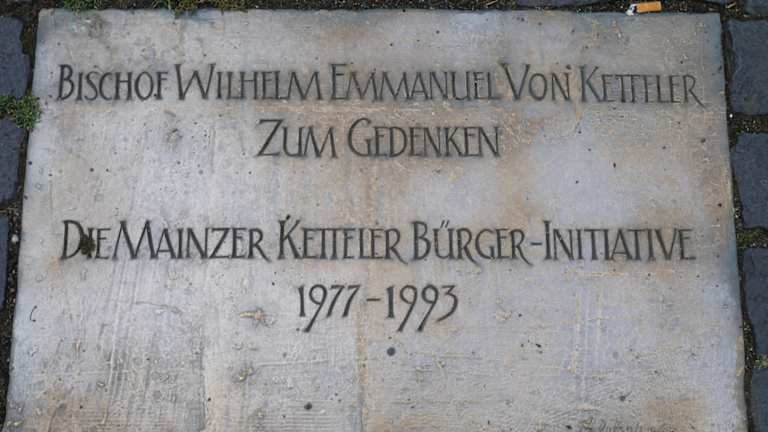 BISCHOF WILHELM EMMANUEL VON KETTELER
ZUM GEDENKEN
DIE MAINZER KETTELER BÜRGER-INITIATIVE
1977-1993